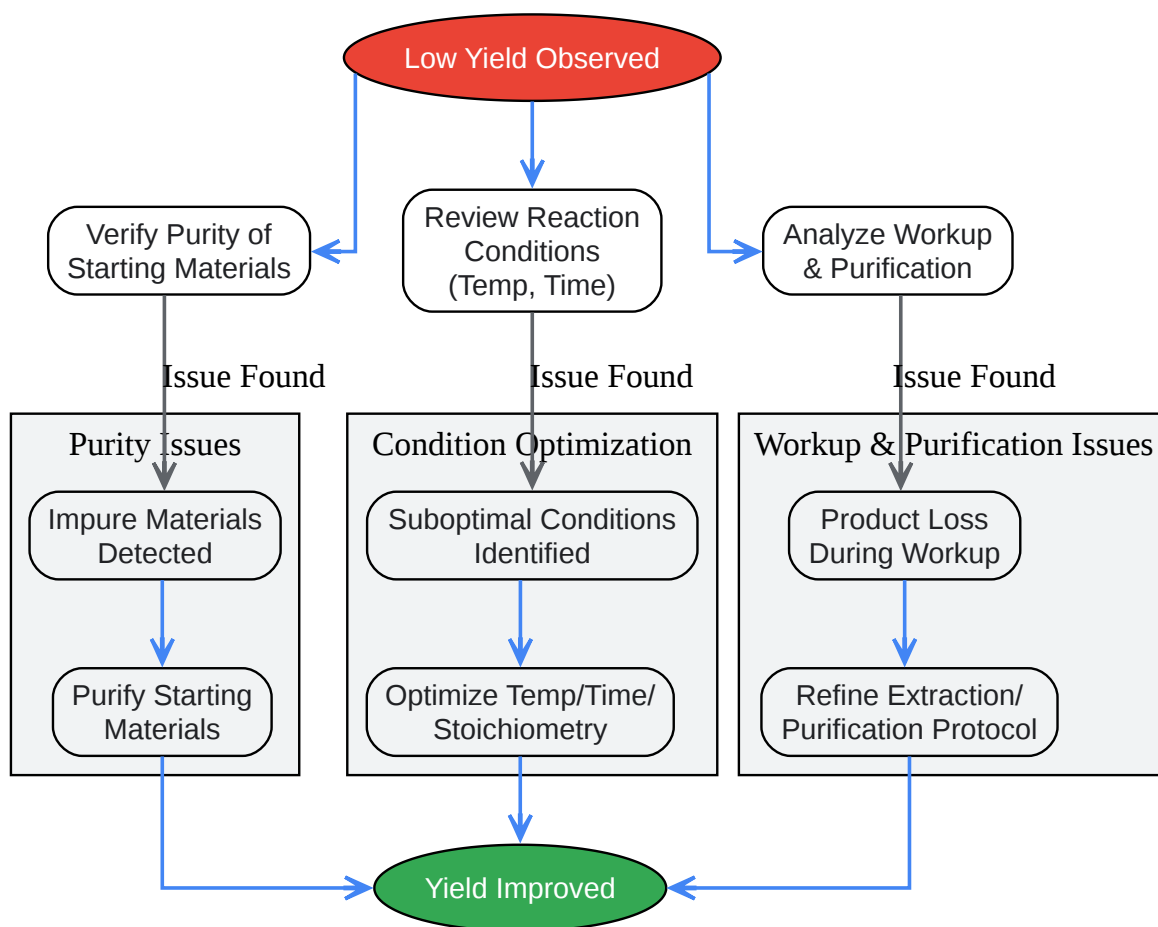 Low Yield Observed
Verify Purity of
Starting Materials
Review Reaction
Conditions
(Temp, Time)
Analyze Workup
& Purification
Issue Found
Issue Found
Issue Found
Purity Issues
Condition Optimization
Workup & Purification Issues
Impure Materials
Detected
Suboptimal Conditions
Identified
Product Loss
During Workup
Purify Starting
Materials
Optimize Temp/Time/
Stoichiometry
Refine Extraction/
Purification Protocol
Yield Improved